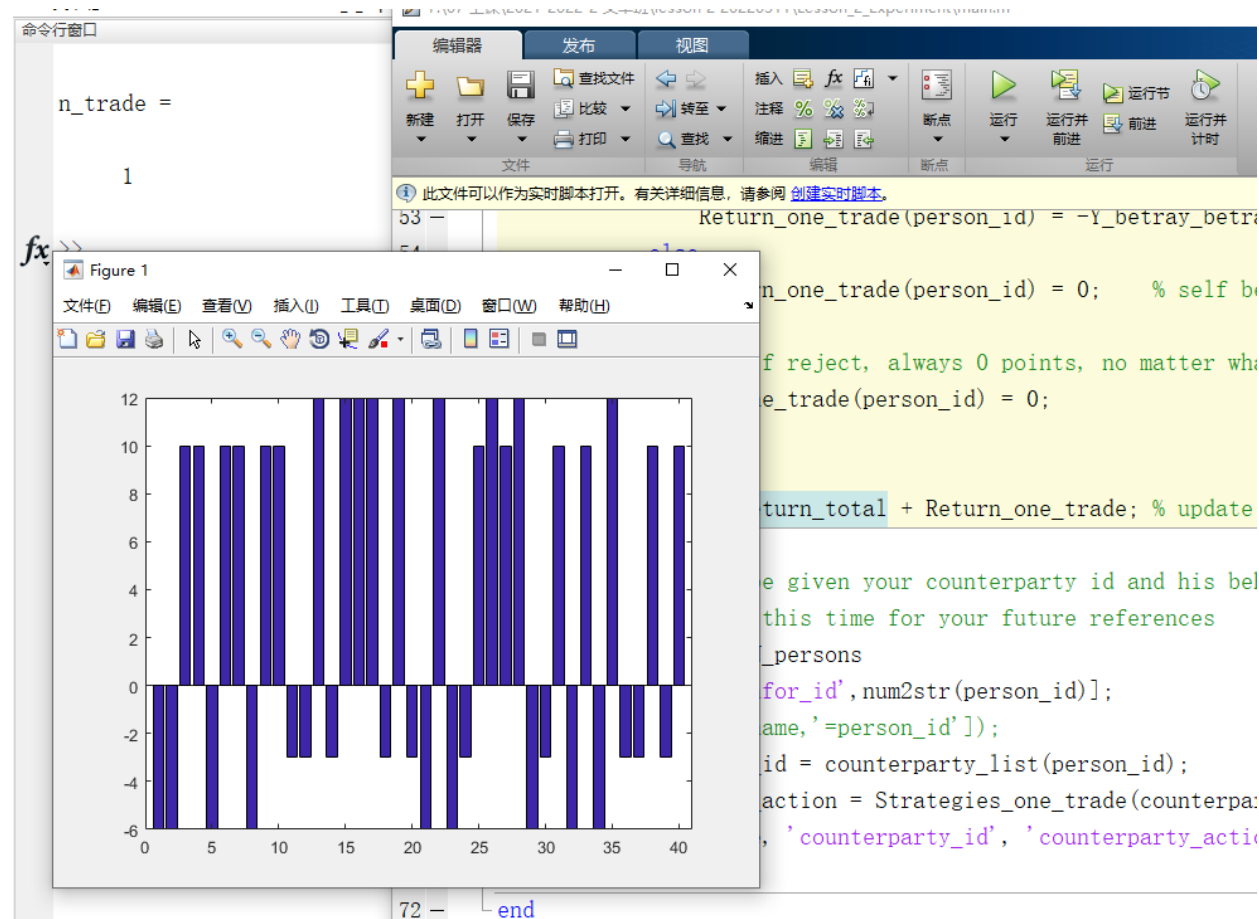 命令行窗口
n_trade =
1
fx >>
编辑器 发布 视图
新建 打开 保存 查找文件 比较 打印
转至 查找
插入 fx
注释
缩进
断点 运行 运行并前进 运行节 前进 运行并计时
文件 导航 编辑 断点 运行
此文件可以作为实时脚本打开。有关详细信息，请参阅 创建实时脚本。
53 — Return_one_trade(person_id) = -Y_betray_betra
54 — else
n_one_trade(person_id) = 0; % self be
f reject, always 0 points, no matter wha
e_trade(person_id) = 0;
turn_total + Return_one_trade; % update
e given your counterparty id and his beh
this time for your future references
_persons
for_id',num2str(person_id)];
ame,'=person_id']);
id = counterparty_list(person_id);
action = Strategies_one_trade(counterpar
, 'counterparty_id', 'counterparty_actio
72 — end
Figure 1
文件(F) 编辑(E) 查看(V) 插入(I) 工具(T) 桌面(D) 窗口(W) 帮助(H)
12
10
8
6
4
2
0
-2
-4
-6
0 5 10 15 20 25 30 35 40